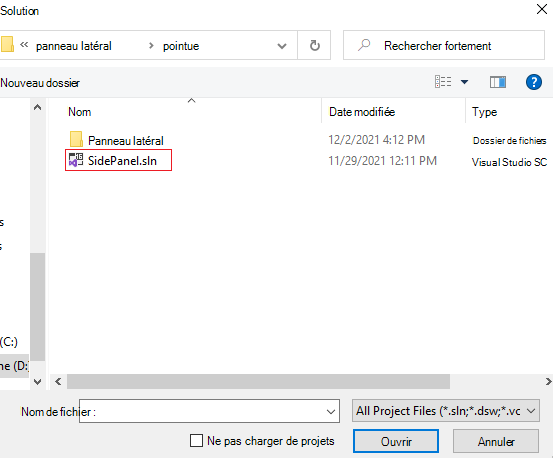 Solution
« panneau latéral > pointue
Rechercher fortement
Nouveau dossier
?
Nom Date modifiée Type
Panneau latéral 12/2/2021 4:12 PM Dossier de fichiers
SidePanel.sln 11/29/2021 12:11 PM Visual Studio SC
s
s
(C:)
ne (D:
Nom de fichier : All Project Files (*.sln;*.dsw;*.vc
Ne pas charger de projets Ouvrir Annuler